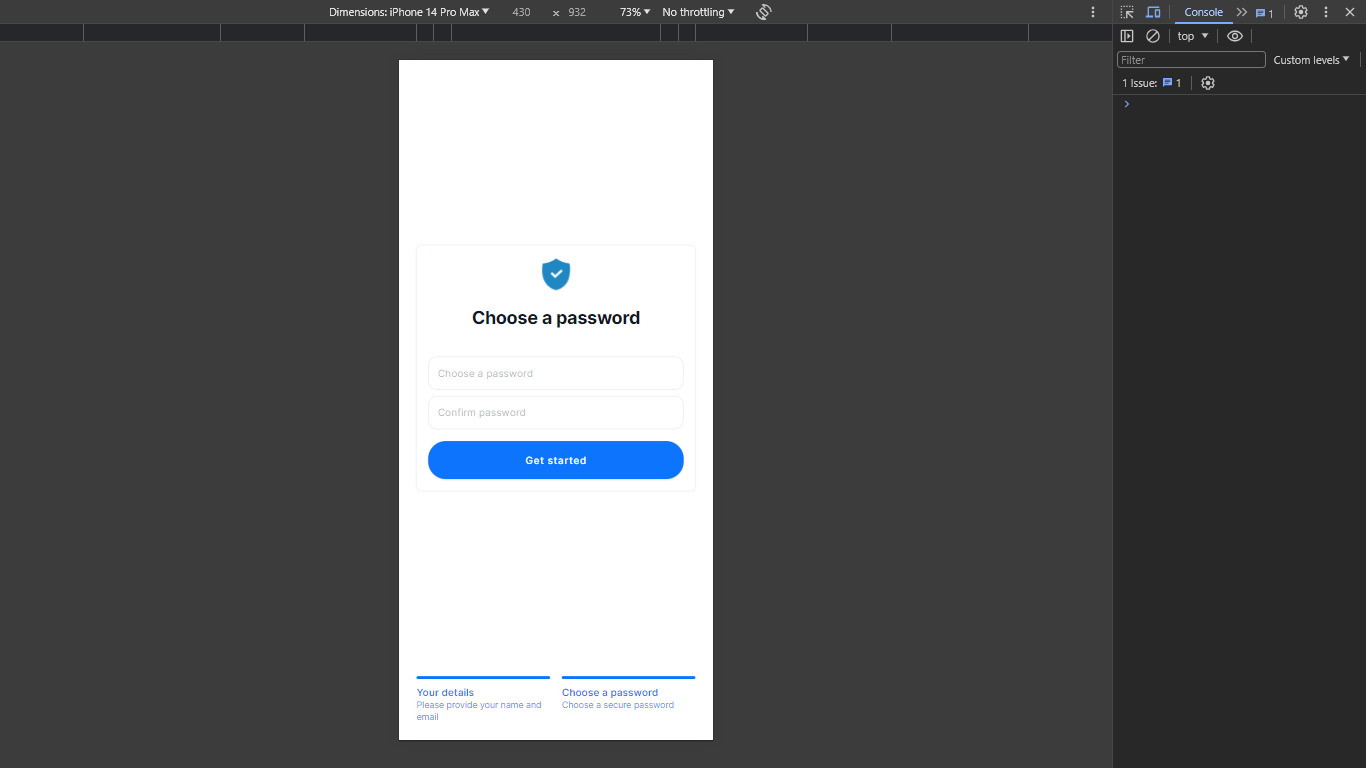 Dimensions: iPhone 14 Pro Max 430 × 932 73% No throttling
Console 1
top
Filter Custom levels
1 Issue: 1
Choose a password
Choose a password
Confirm password
Get started
Your details
Please provide your name and
email
Choose a password
Choose a secure password